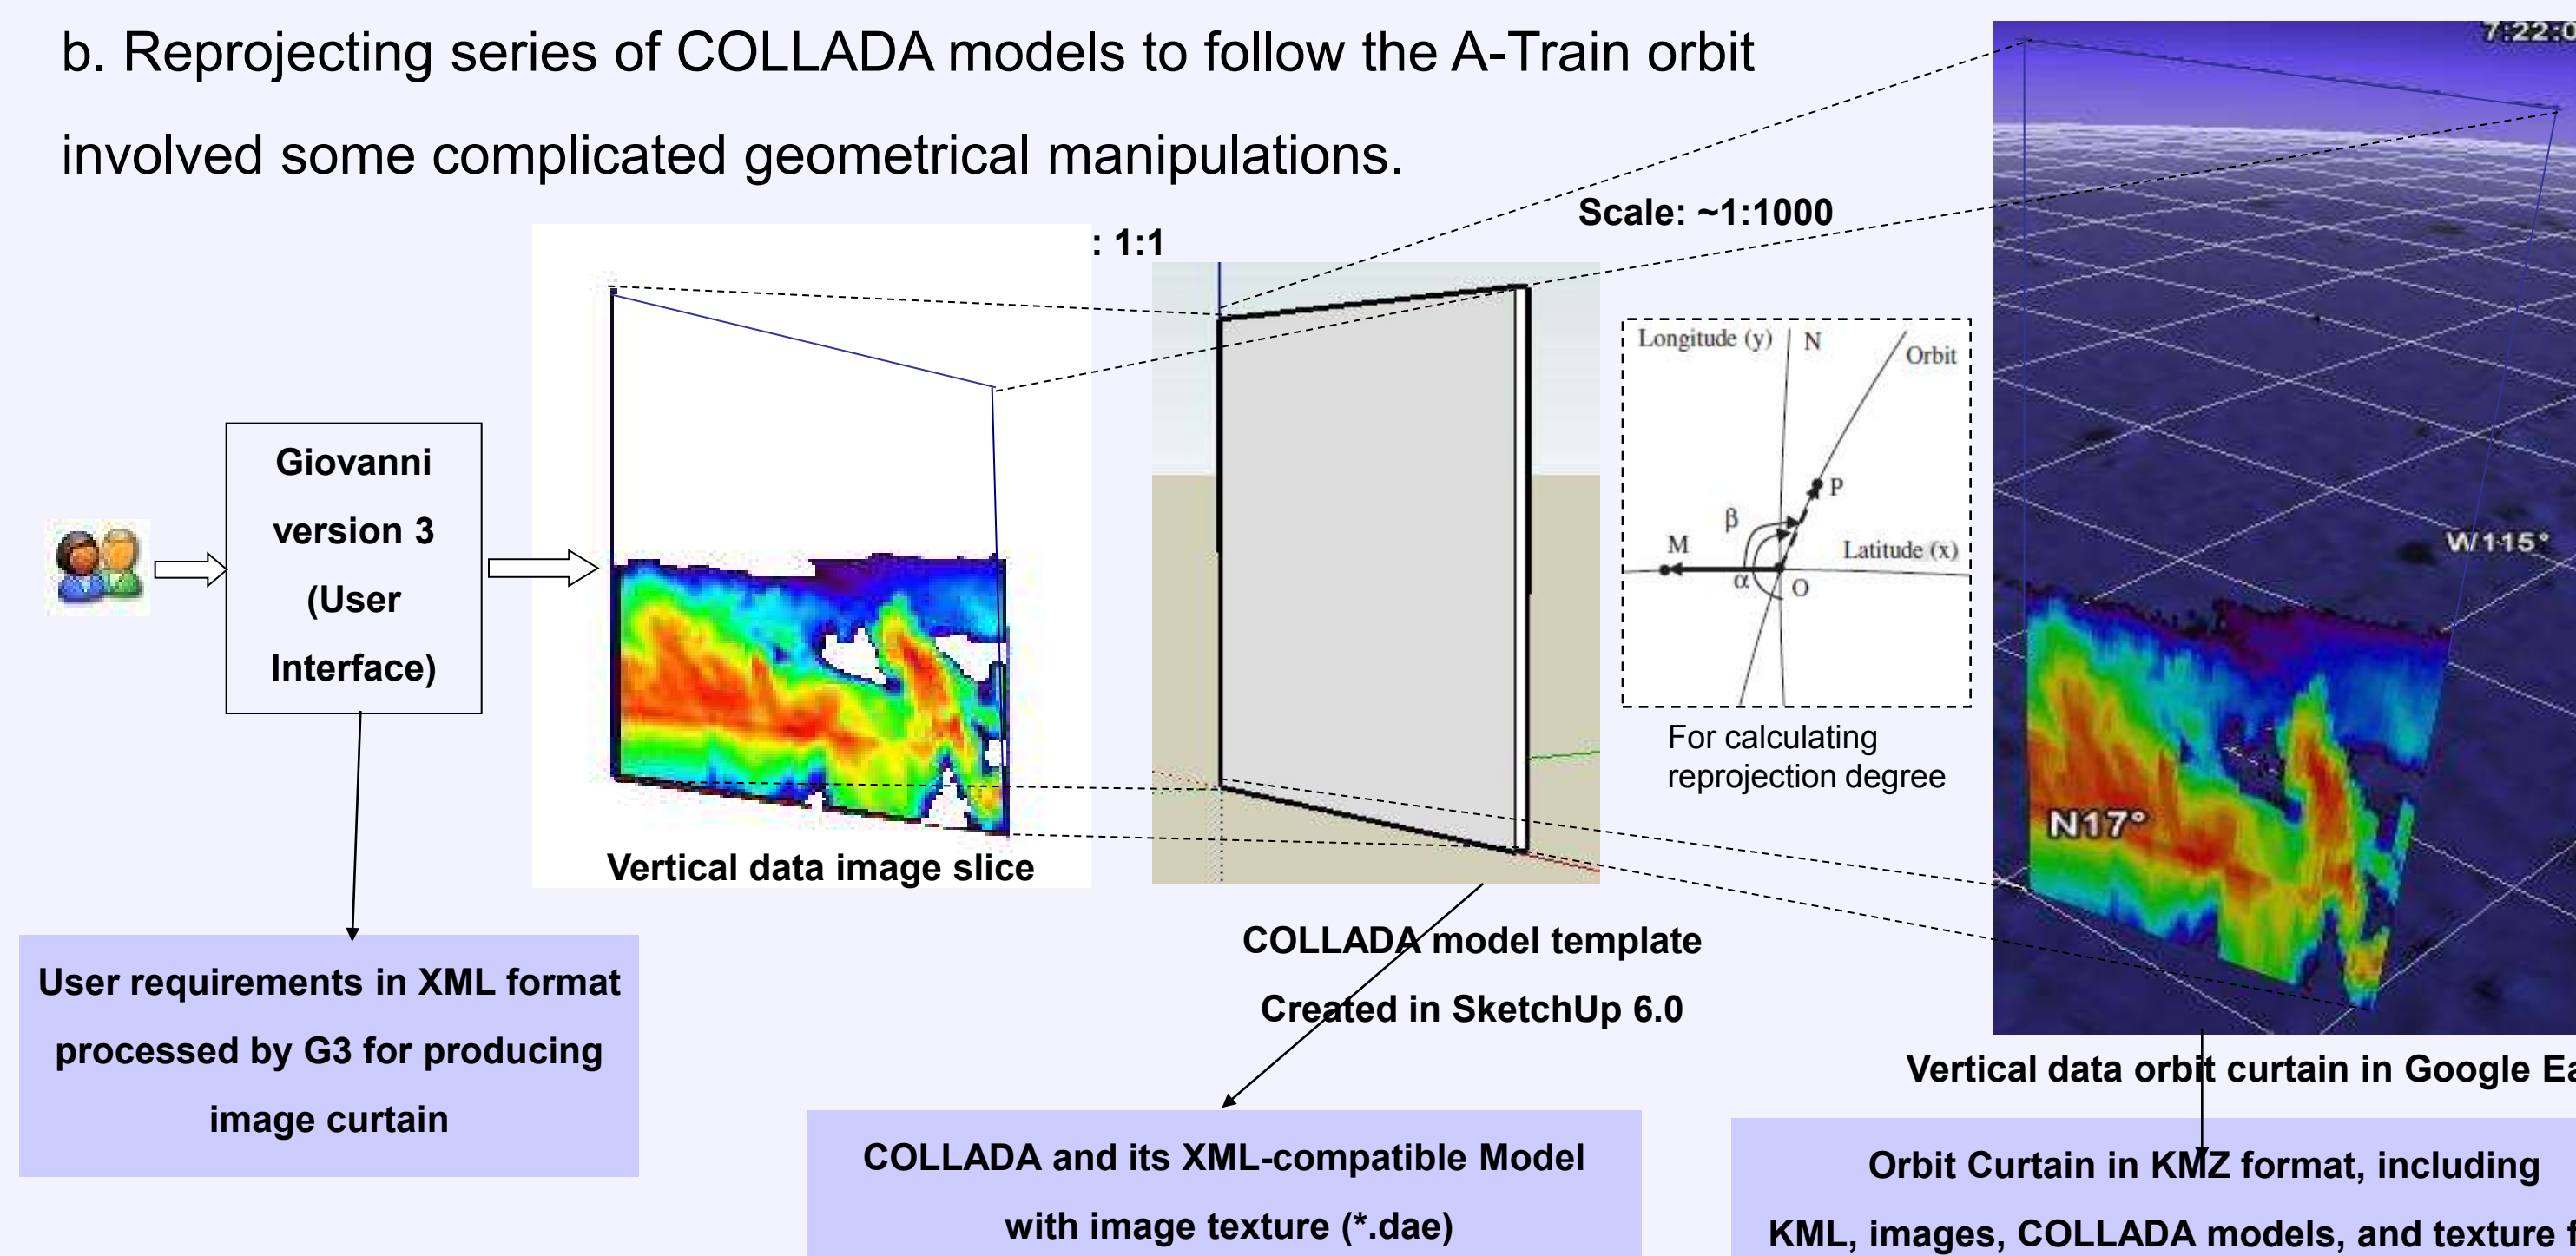 b. Reprojecting series of COLLADA models to follow the A-Train orbit
involved some complicated geometrical manipulations.
Scale: ~1:1000
: 1:1
Giovanni
version 3
(User
Interface)
Vertical data image slice
Longitude (y)
N
Orbit
P
β
M
Latitude (x)
α
O
For calculating
reprojection degree
7:22:0
W/115°
N17°
COLLADA model template
Created in SketchUp 6.0
Vertical data orbit curtain in Google
User requirements in XML format
processed by G3 for producing
image curtain
COLLADA and its XML-compatible Model
with image texture (*.dae)
Orbit Curtain in KMZ format, including
KML, images, COLLADA models, and texture